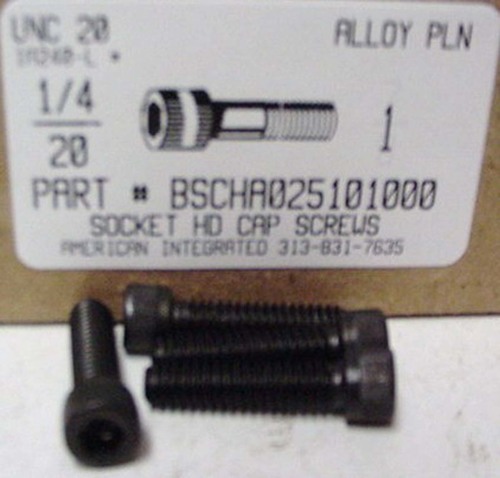 UNC 20
ALLOY PLN
1/4
20
1
PART # BSCHA025101000
SOCKET HD CAP SCREWS
AMERICAN INTEGRATED 313-831-7635